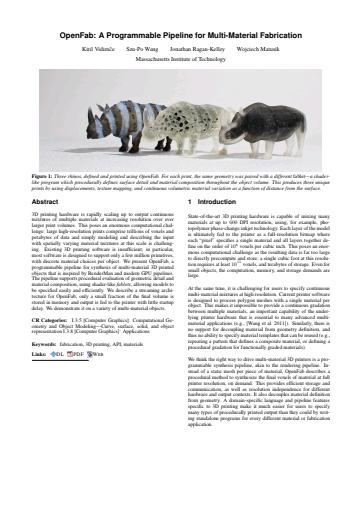 OpenFab: A Programmable Pipeline for Multi-Material Fabrication
Kiril Vidimče Szu-Po Wang Jonathan Ragan-Kelley Wojciech Matusik
Massachusetts Institute of Technology
Figure 1: Three rhinos, defined and printed using OpenFab. For each print, the same geometry was paired with a different fablet—a shader-
like program which procedurally defines surface detail and material composition throughout the object volume. This produces three unique
prints by using displacements, texture mapping, and continuous volumetric material variation as a function of distance from the surface.
Abstract
3D printing hardware is rapidly scaling up to output continuous
mixtures of multiple materials at increasing resolution over ever
larger print volumes. This poses an enormous computational chal-
lenge: large high-resolution prints comprise trillions of voxels and
petabytes of data and simply modeling and describing the input
with spatially varying material mixtures at this scale is challeng-
ing. Existing 3D printing software is insufficient; in particular,
most software is designed to support only a few million primitives,
with discrete material choices per object. We present OpenFab, a
programmable pipeline for synthesis of multi-material 3D printed
objects that is inspired by RenderMan and modern GPU pipelines.
The pipeline supports procedural evaluation of geometric detail and
material composition, using shader-like fablets, allowing models to
be specified easily and efficiently. We describe a streaming archi-
tecture for OpenFab; only a small fraction of the final volume is
stored in memory and output is fed to the printer with little startup
delay. We demonstrate it on a variety of multi-material objects.
CR Categories: I.3.5 [Computer Graphics]: Computational Ge-
ometry and Object Modeling—Curve, surface, solid, and object
representation I.3.8 [Computer Graphics]: Applications
Keywords: fabrication, 3D printing, API, materials
Links: DL PDF WEB
1 Introduction
State-of-the-art 3D printing hardware is capable of mixing many
materials at up to 600 DPI resolution, using, for example, pho-
topolymer phase-change inkjet technology. Each layer of the model
is ultimately fed to the printer as a full-resolution bitmap where
each "pixel" specifies a single material and all layers together de-
fine on the order of 10⁸ voxels per cubic inch. This poses an enor-
mous computational challenge as the resulting data is far too large
to directly precompute and store; a single cubic foot at this resolu-
tion requires at least 10¹¹ voxels, and terabytes of storage. Even for
small objects, the computation, memory, and storage demands are
large.
At the same time, it is challenging for users to specify continuous
multi-material mixtures at high resolution. Current printer software
is designed to process polygon meshes with a single material per
object. This makes it impossible to provide a continuous gradation
between multiple materials, an important capability of the under-
lying printer hardware that is essential to many advanced multi-
material applications (e.g., [Wang et al. 2011]). Similarly, there is
no support for decoupling material from geometry definition, and
thus no ability to specify material templates that can be reused (e.g.,
repeating a pattern that defines a composite material, or defining a
procedural gradation for functionally graded materials)
We think the right way to drive multi-material 3D printers is a pro-
grammable synthesis pipeline, akin to the rendering pipeline. In-
stead of a static mesh per piece of material, OpenFab describes a
procedural method to synthesize the final voxels of material at full
printer resolution, on demand. This provides efficient storage and
communication, as well as resolution independence for different
hardware and output contexts. It also decouples material definition
from geometry. A domain-specific language and pipeline features
specific to 3D printing make it much easier for users to specify
many types of procedurally printed output than they could by writ-
ing standalone programs for every different material or fabrication
application.